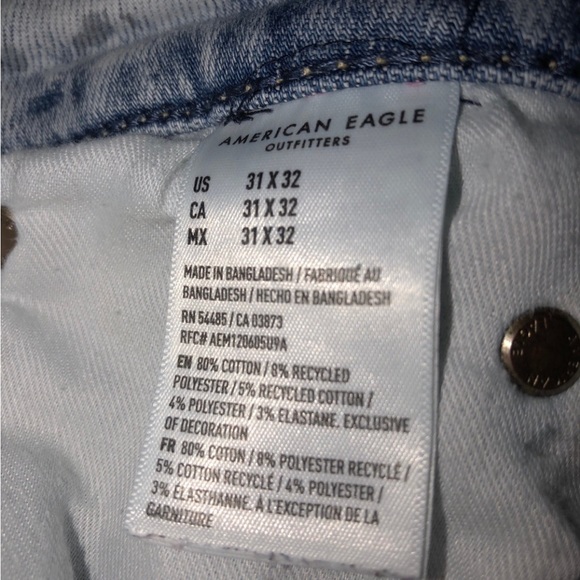 AMERICAN EAGLE
OUTFITTERS
US 31 X 32
CA 31 X 32
MX 31 X 32
MADE IN BANGLADESH / FABRIQUÉ AU
BANGLADESH / HECHO EN BANGLADESH
RN 54485 / CA 03873
RFC# AEM120605U9A
EN 80% COTTON / 8% RECYCLED
POLYESTER / 5% RECYCLED COTTON /
4% POLYESTER / 3% ELASTANE. EXCLUSIVE
OF DECORATION
FR 80% COTON / 8% POLYESTER RECYCLÉ /
5% COTTON RECYCLÉ / 4% POLYESTER /
3% ÉLASTHANNE. À L'EXCEPTION DE LA
GARNITURE